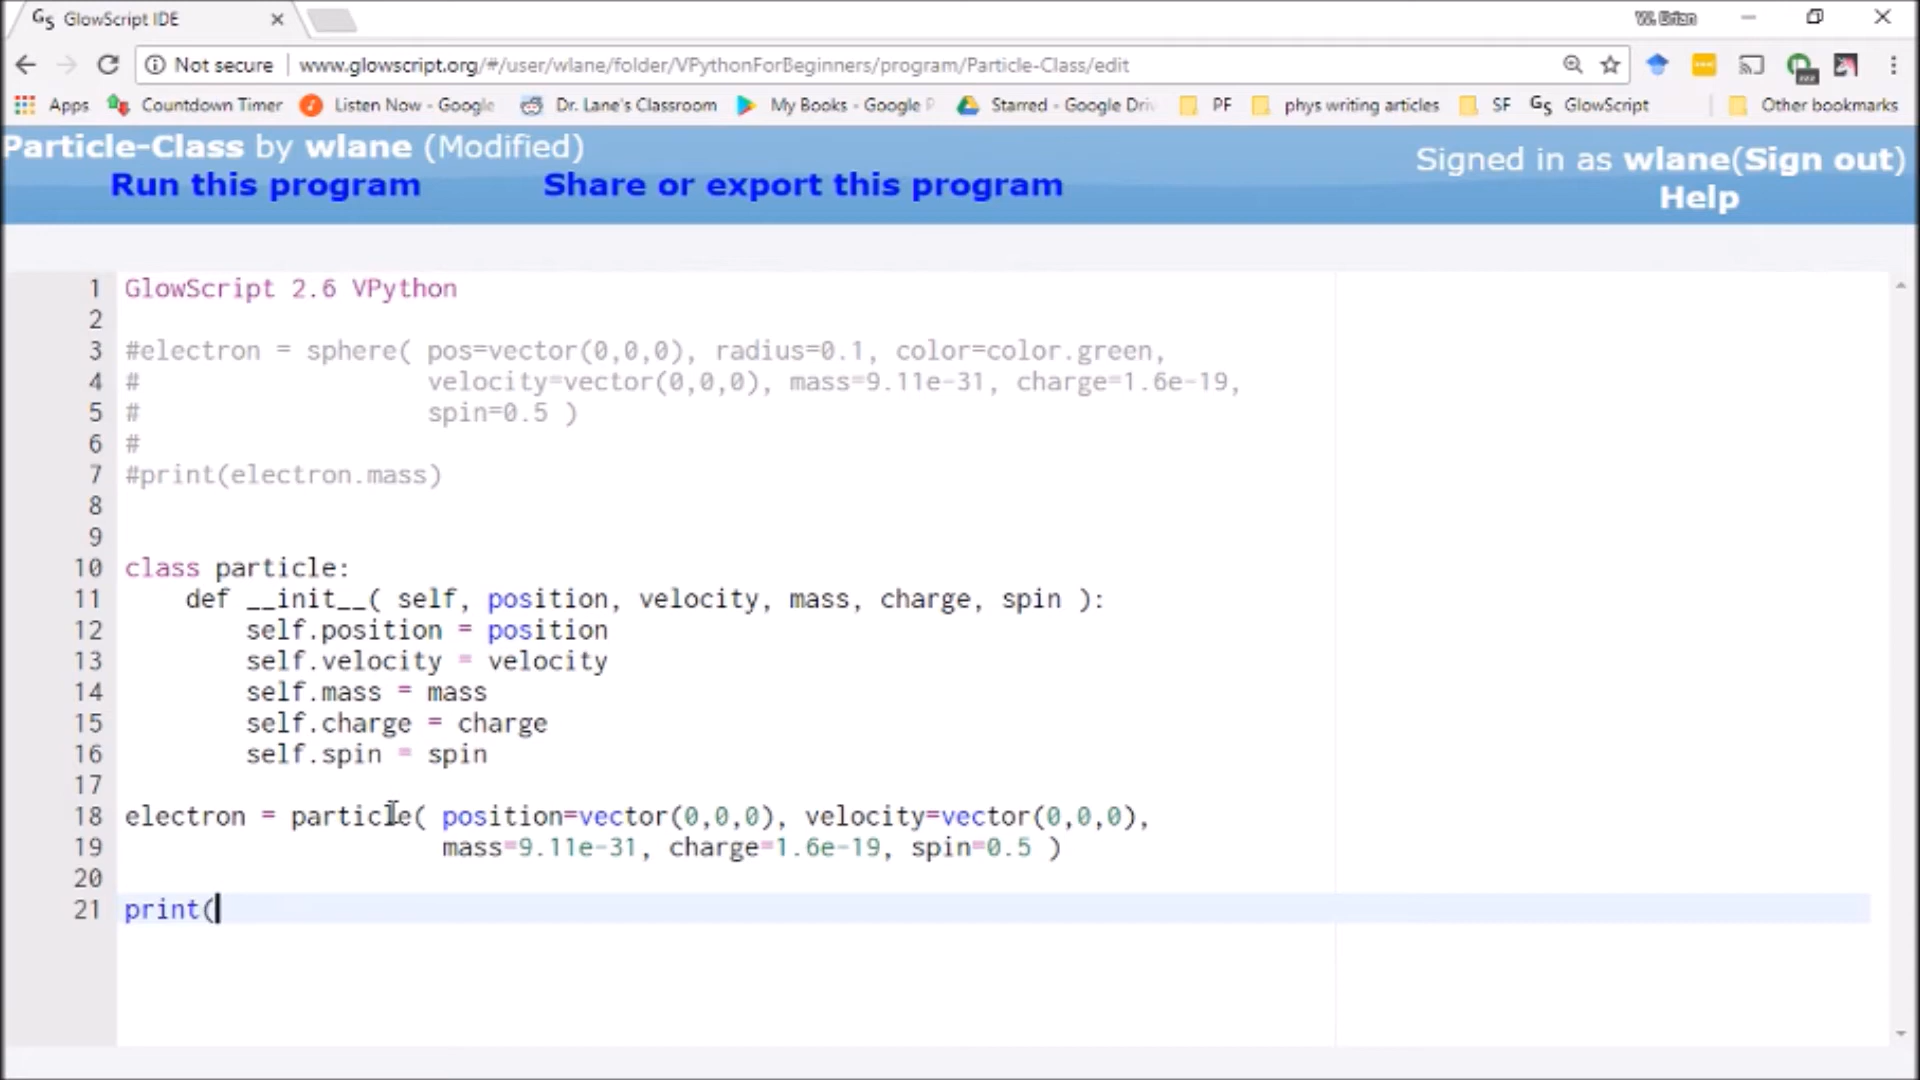 GlowScript IDE
W. Brian
Not secure www.glowscript.org/#/user/wlane/folder/VPythonForBeginners/program/Particle-Class/edit
Apps Countdown Timer Listen Now - Google Dr. Lane's Classroom My Books - Google P Starred - Google Driv PF phys writing articles SF GlowScript Other bookmarks
Particle-Class by wlane (Modified)
Signed in as wlane(Sign out)
Run this program Share or export this program
Help
1 GlowScript 2.6 VPython
2
3 #electron = sphere( pos=vector(0,0,0), radius=0.1, color=color.green,
4 # velocity=vector(0,0,0), mass=9.11e-31, charge=1.6e-19,
5 # spin=0.5 )
6 #
7 #print(electron.mass)
8
9
10 class particle:
11 def __init__( self, position, velocity, mass, charge, spin ):
12 self.position = position
13 self.velocity = velocity
14 self.mass = mass
15 self.charge = charge
16 self.spin = spin
17
18 electron = particle( position=vector(0,0,0), velocity=vector(0,0,0),
19 mass=9.11e-31, charge=1.6e-19, spin=0.5 )
20
21 print(